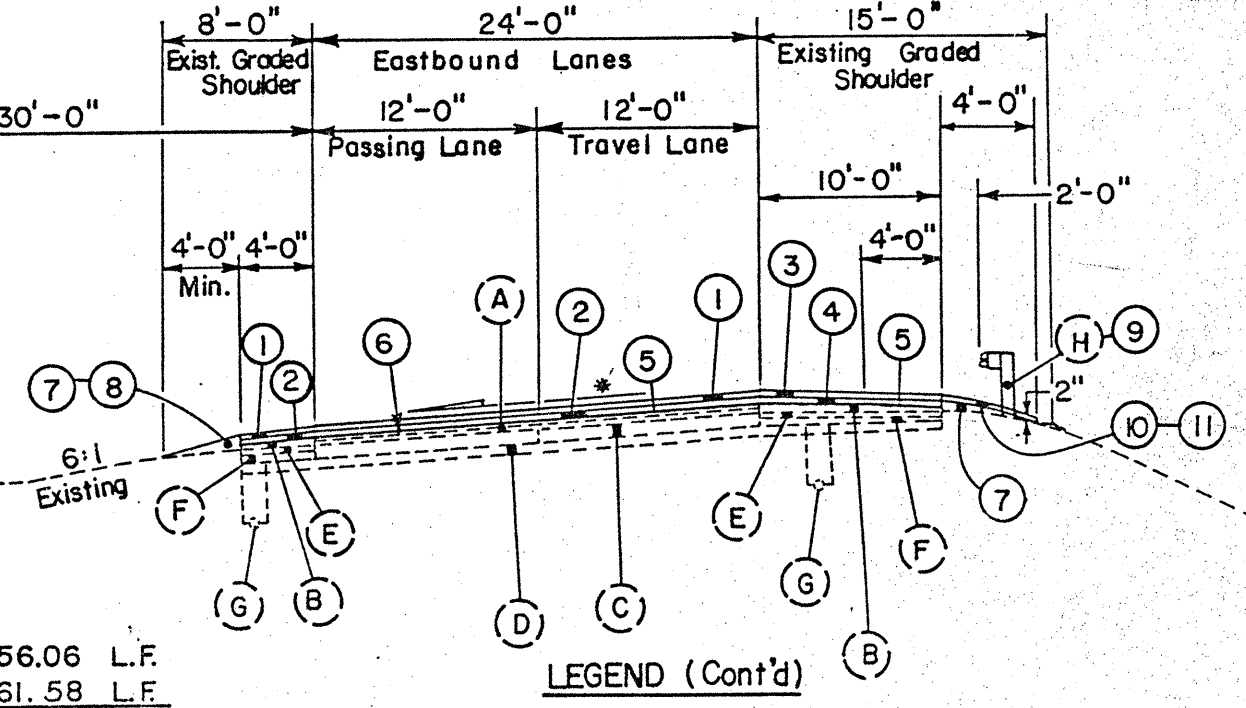 8'-0" 24'-0" 15'-0"
Exist. Graded Shoulder
Eastbound Lanes
Existing Graded Shoulder
30'-0" 12'-0" 12'-0" 4'-0"
Passing Lane Travel Lane
10'-0" 2'-0"
4'-0" 4'-0" 4'-0"
Min.
A 2 1 3 4 5 H 9
1 2 6 5 * 2"
7 8
10 11
6:1
Existing
F E E F 7
G B D C G B
56.06 L.F.
61.58 L.F.
LEGEND (Cont'd)